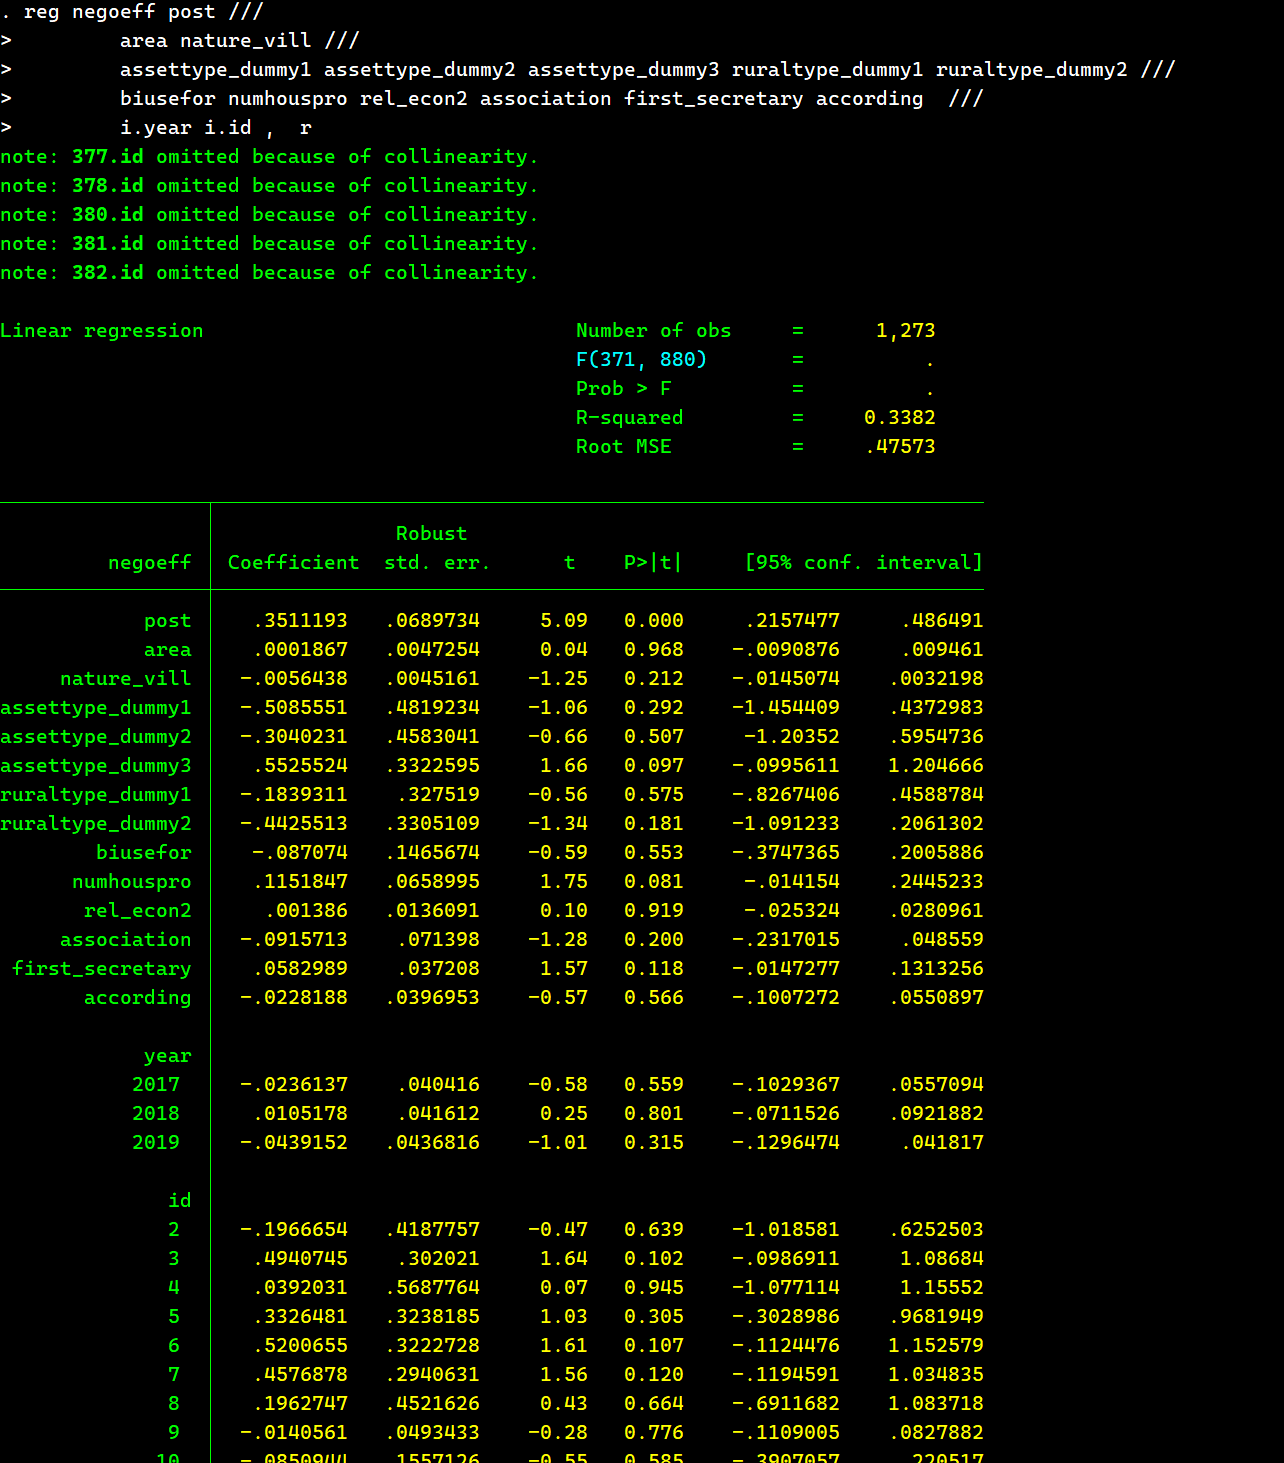 . reg negoeff post ///
> area nature_vill ///
> assettype_dummy1 assettype_dummy2 assettype_dummy3 ruraltype_dummy1 ruraltype_dummy2 ///
> biusefor numhouspro rel_econ2 association first_secretary according ///
> i.year i.id , r
note: 377.id omitted because of collinearity.
note: 378.id omitted because of collinearity.
note: 380.id omitted because of collinearity.
note: 381.id omitted because of collinearity.
note: 382.id omitted because of collinearity.
Linear regression Number of obs = 1,273
F(371, 880) = .
Prob > F = .
R-squared = 0.3382
Root MSE = .47573
Robust
negoeff Coefficient std. err. t P>|t| [95% conf. interval]
post .3511193 .0689734 5.09 0.000 .2157477 .486491
area .0001867 .0047254 0.04 0.968 -.0090876 .009461
nature_vill -.0056438 .0045161 -1.25 0.212 -.0145074 .0032198
assettype_dummy1 -.5085551 .4819234 -1.06 0.292 -1.454409 .4372983
assettype_dummy2 -.3040231 .4583041 -0.66 0.507 -1.20352 .5954736
assettype_dummy3 .5525524 .3322595 1.66 0.097 -.0995611 1.204666
ruraltype_dummy1 -.1839311 .327519 -0.56 0.575 -.8267406 .4588784
ruraltype_dummy2 -.4425513 .3305109 -1.34 0.181 -1.091233 .2061302
biusefor -.087074 .1465674 -0.59 0.553 -.3747365 .2005886
numhouspro .1151847 .0658995 1.75 0.081 -.014154 .2445233
rel_econ2 .001386 .0136091 0.10 0.919 -.025324 .0280961
association -.0915713 .071398 -1.28 0.200 -.2317015 .048559
first_secretary .0582989 .037208 1.57 0.118 -.0147277 .1313256
according -.0228188 .0396953 -0.57 0.566 -.1007272 .0550897
year
2017 -.0236137 .040416 -0.58 0.559 -.1029367 .0557094
2018 .0105178 .041612 0.25 0.801 -.0711526 .0921882
2019 -.0439152 .0436816 -1.01 0.315 -.1296474 .041817
id
2 -.1966654 .4187757 -0.47 0.639 -1.018581 .6252503
3 .4940745 .302021 1.64 0.102 -.0986911 1.08684
4 .0392031 .5687764 0.07 0.945 -1.077114 1.15552
5 .3326481 .3238185 1.03 0.305 -.3028986 .9681949
6 .5200655 .3222728 1.61 0.107 -.1124476 1.152579
7 .4576878 .2940631 1.56 0.120 -.1194591 1.034835
8 .1962747 .4521626 0.43 0.664 -.6911682 1.083718
9 -.0140561 .0493433 -0.28 0.776 -.1109005 .0827882
10 -.0850944 .1557126 -0.55 0.585 -.3907057 .220517